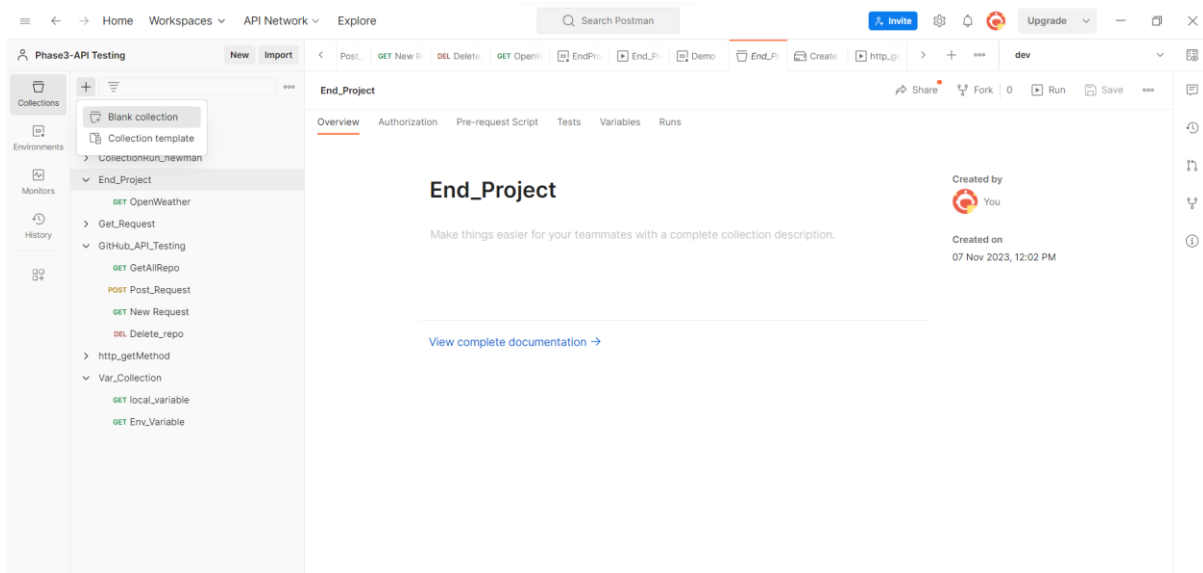 Home Workspaces API Network Explore Search Postman Invite Upgrade
Phase3-API Testing New Import
Post_ GET New R DEL Delete_ GET OpenW EndPro End_Pr Demo End_Pr Create http_ge dev
Collections
Environments
Monitors
History
Blank collection
Collection template
CollectionRun_newman
End_Project
GET OpenWeather
Get_Request
GitHub_API_Testing
GET GetAllRepo
POST Post_Request
GET New Request
DEL Delete_repo
http_getMethod
Var_Collection
GET local_variable
GET Env_Variable
End_Project Share Fork 0 Run Save
Overview Authorization Pre-request Script Tests Variables Runs
End_Project
Make things easier for your teammates with a complete collection description.
View complete documentation →
Created by
You
Created on
07 Nov 2023, 12:02 PM